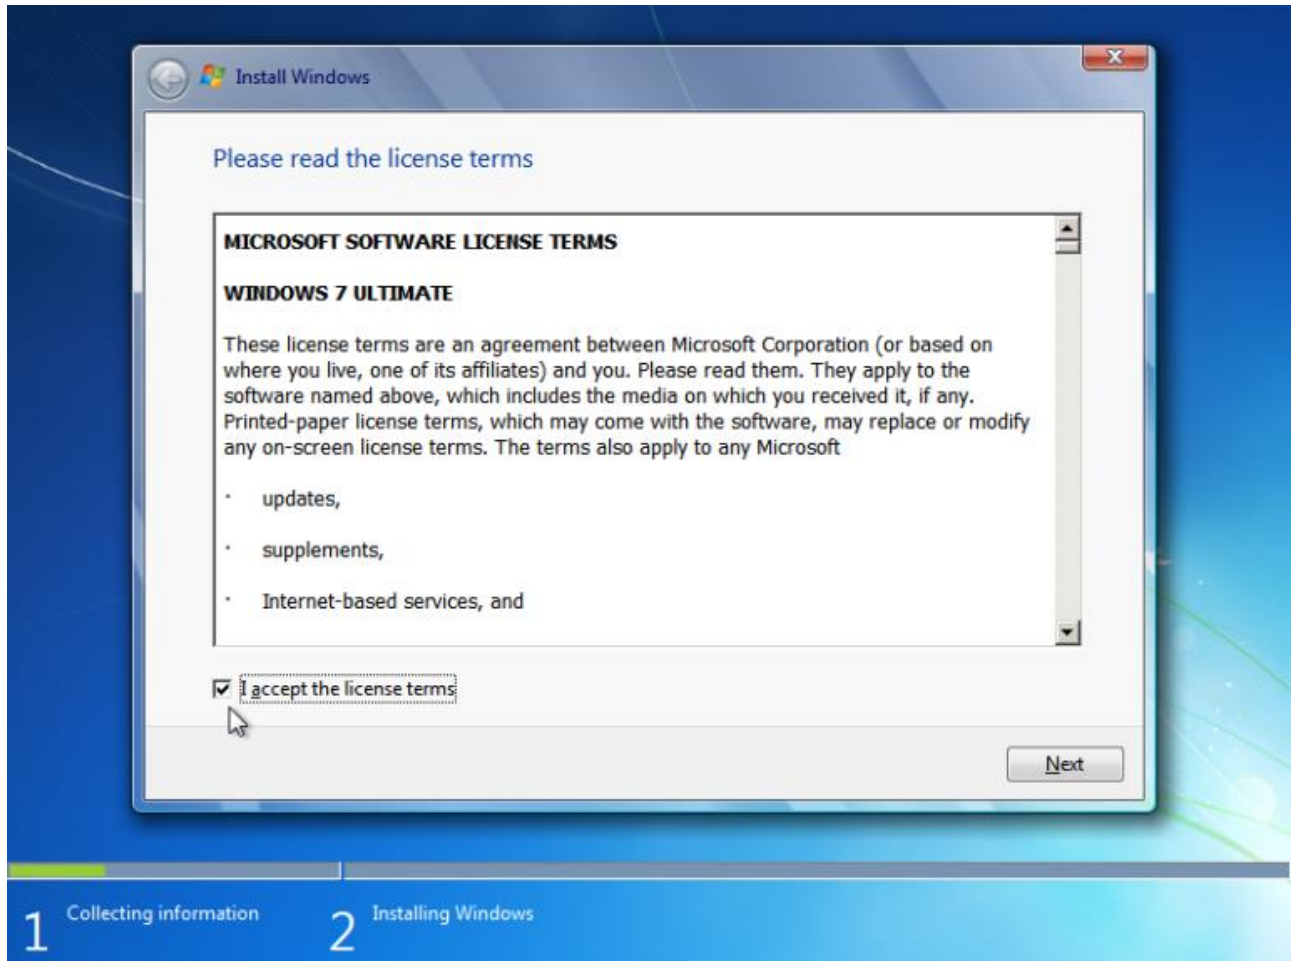 Install Windows
Please read the license terms
MICROSOFT SOFTWARE LICENSE TERMS
WINDOWS 7 ULTIMATE
These license terms are an agreement between Microsoft Corporation (or based on
where you live, one of its affiliates) and you. Please read them. They apply to the
software named above, which includes the media on which you received it, if any.
Printed-paper license terms, which may come with the software, may replace or modify
any on-screen license terms. The terms also apply to any Microsoft
· updates,
· supplements,
· Internet-based services, and
I accept the license terms
Next
1 Collecting information
2 Installing Windows